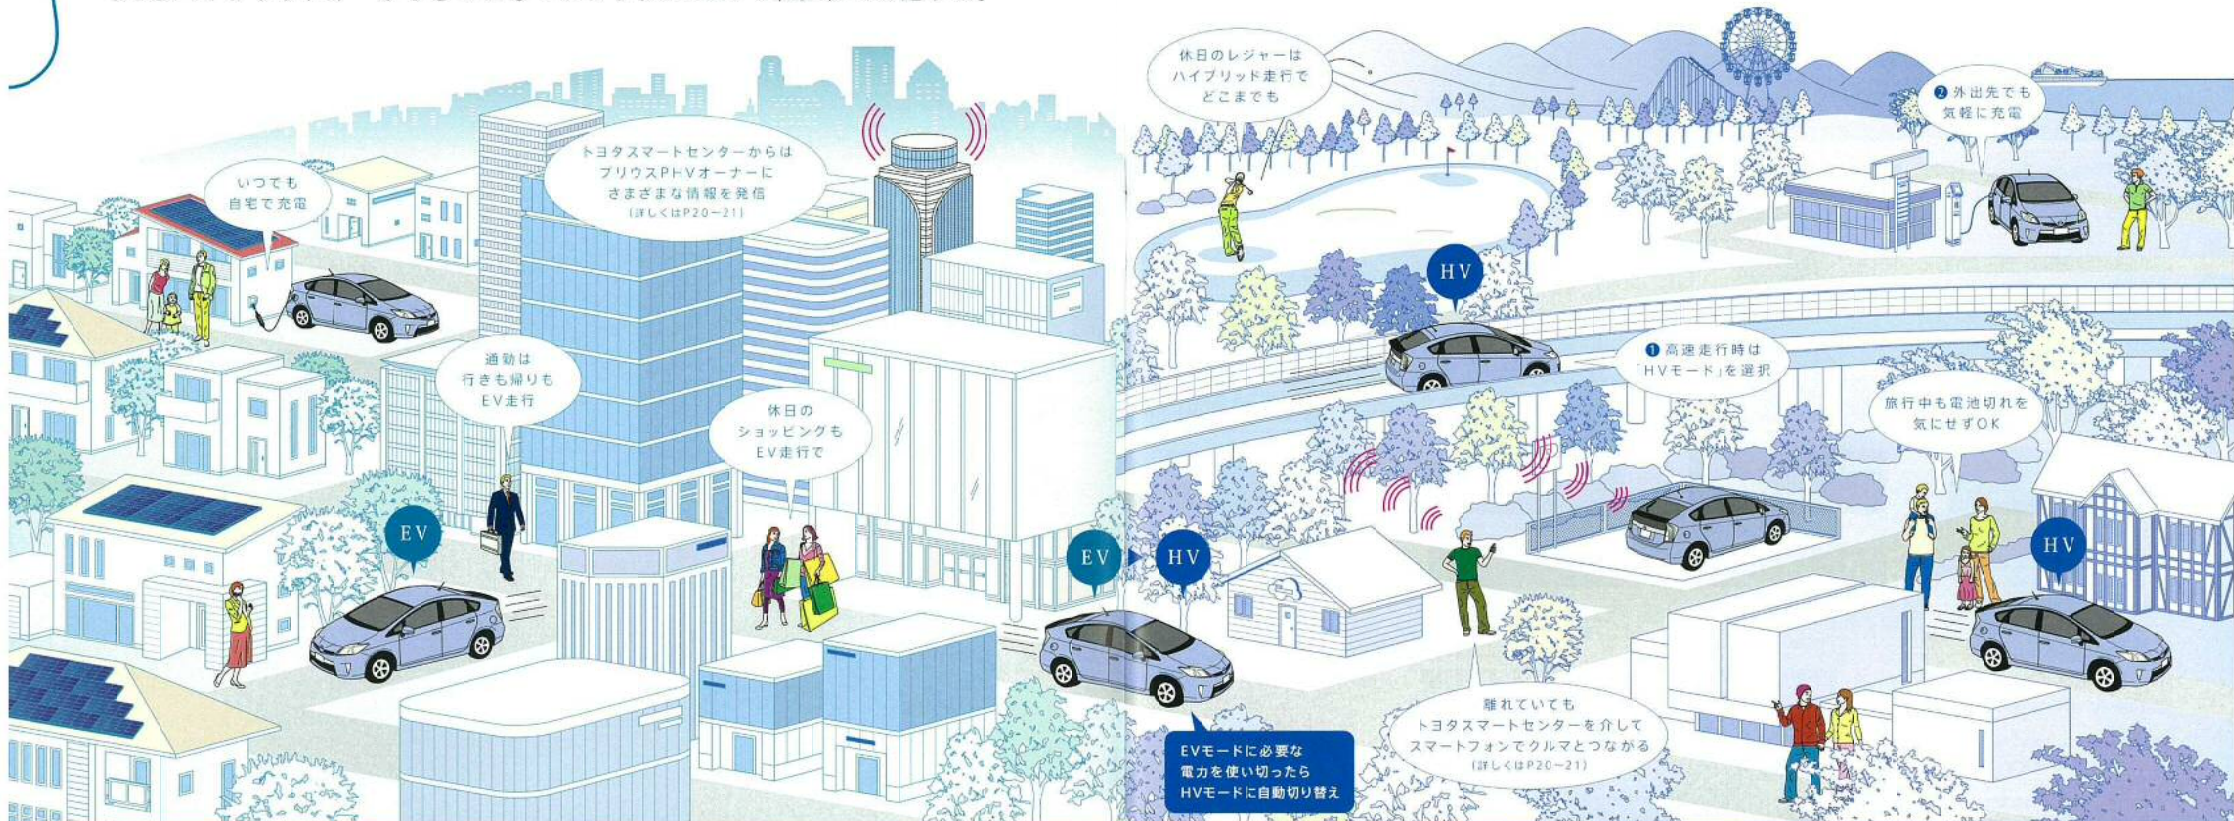 いつでも
自宅で充電
トヨタスマートセンターからは
プリウスPHVオーナーに
さまざまな情報を発信
(詳しくはP20～21)
通勤は
行きも帰りも
EV走行
休日の
ショッピングも
EV走行で
EV
EV
HV
EVモードに必要な
電力を使い切ったら
HVモードに自動切り替え
休日のレジャーは
ハイブリッド走行で
どこまでも
❷外出先でも
気軽に充電
HV
❶高速走行時は
「HVモード」を選択
旅行中も電池切れを
気にせずOK
HV
離れていても
トヨタスマートセンターを介して
スマートフォンでクルマとつながる
(詳しくはP20～21)